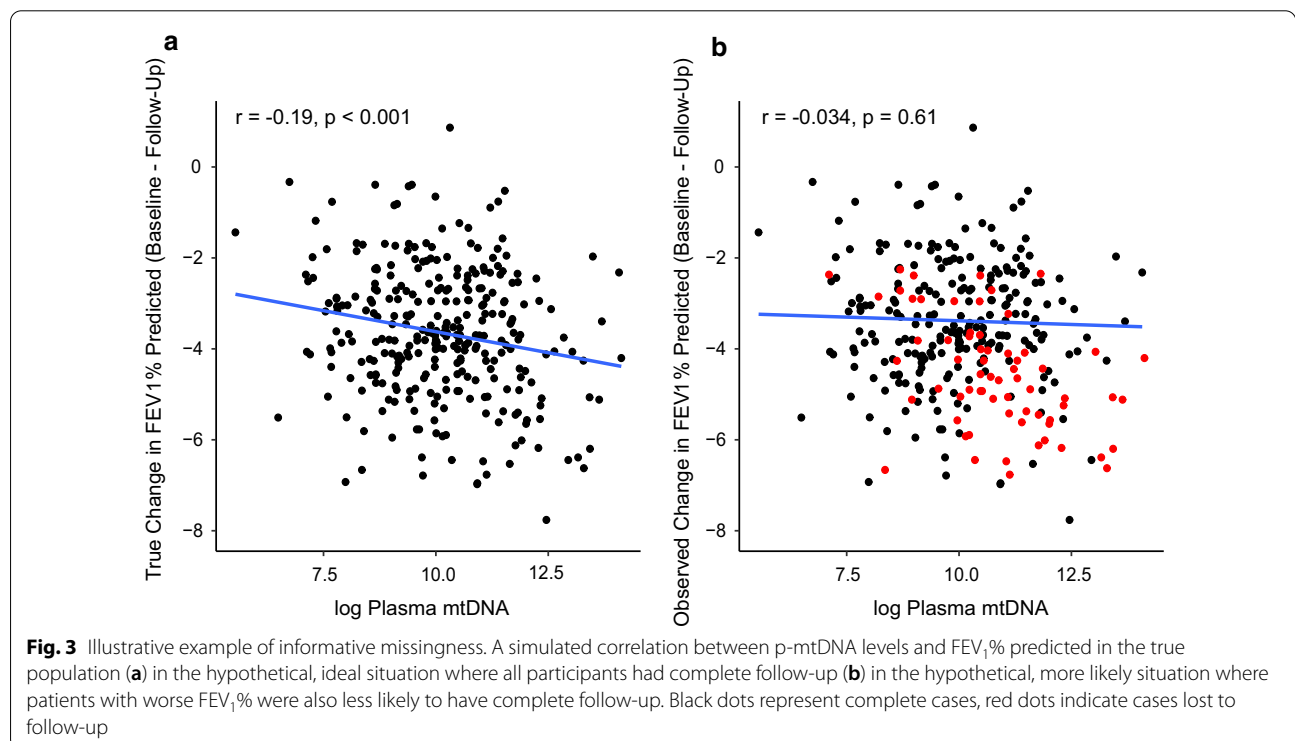 a
b
True Change in FEV1% Predicted (Baseline - Follow-Up)
r = -0.19, p < 0.001
0
−2
−4
−6
−8
7.5
10.0
12.5
log Plasma mtDNA
Observed Change in FEV1% Predicted (Baseline - Follow-Up)
r = -0.034, p = 0.61
0
−2
−4
−6
−8
7.5
10.0
12.5
log Plasma mtDNA
Fig. 3 Illustrative example of informative missingness. A simulated correlation between p-mtDNA levels and FEV₁% predicted in the true
population (a) in the hypothetical, ideal situation where all participants had complete follow-up (b) in the hypothetical, more likely situation where
patients with worse FEV₁% were also less likely to have complete follow-up. Black dots represent complete cases, red dots indicate cases lost to
follow-up